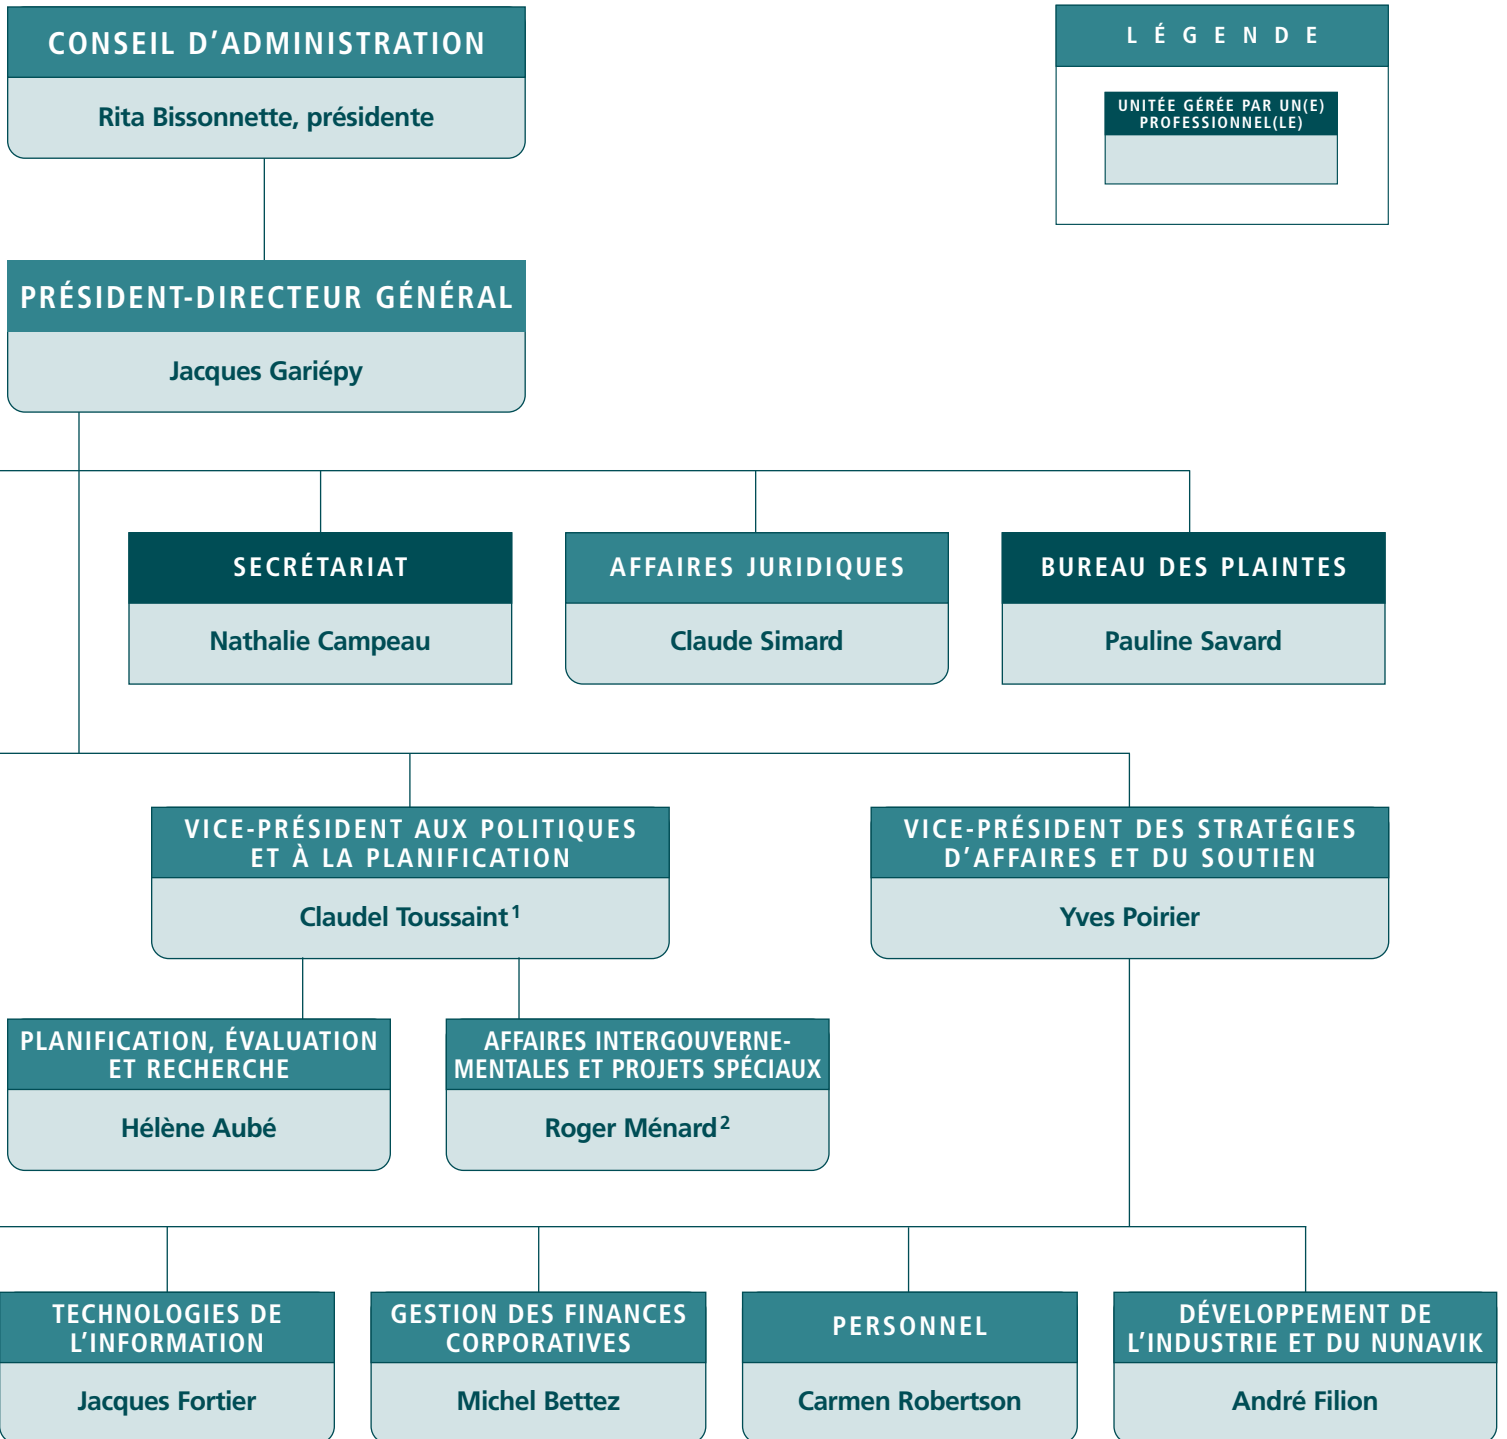 CONSEIL D'ADMINISTRATION
Rita Bissonnette, présidente
LÉGENDE
UNITÉE GÉRÉE PAR UN(E)
PROFESSIONNEL(LE)
PRÉSIDENT-DIRECTEUR GÉNÉRAL
Jacques Gariépy
SECRÉTARIAT
Nathalie Campeau
AFFAIRES JURIDIQUES
Claude Simard
BUREAU DES PLAINTES
Pauline Savard
VICE-PRÉSIDENT AUX POLITIQUES
ET À LA PLANIFICATION
Claudel Toussaint 1
VICE-PRÉSIDENT DES STRATÉGIES
D'AFFAIRES ET DU SOUTIEN
Yves Poirier
PLANIFICATION, ÉVALUATION
ET RECHERCHE
Hélène Aubé
AFFAIRES INTERGOUVERNE-
MENTALES ET PROJETS SPÉCIAUX
Roger Ménard 2
TECHNOLOGIES DE
L'INFORMATION
Jacques Fortier
GESTION DES FINANCES
CORPORATIVES
Michel Bettez
PERSONNEL
Carmen Robertson
DÉVELOPPEMENT DE
L'INDUSTRIE ET DU NUNAVIK
André Filion